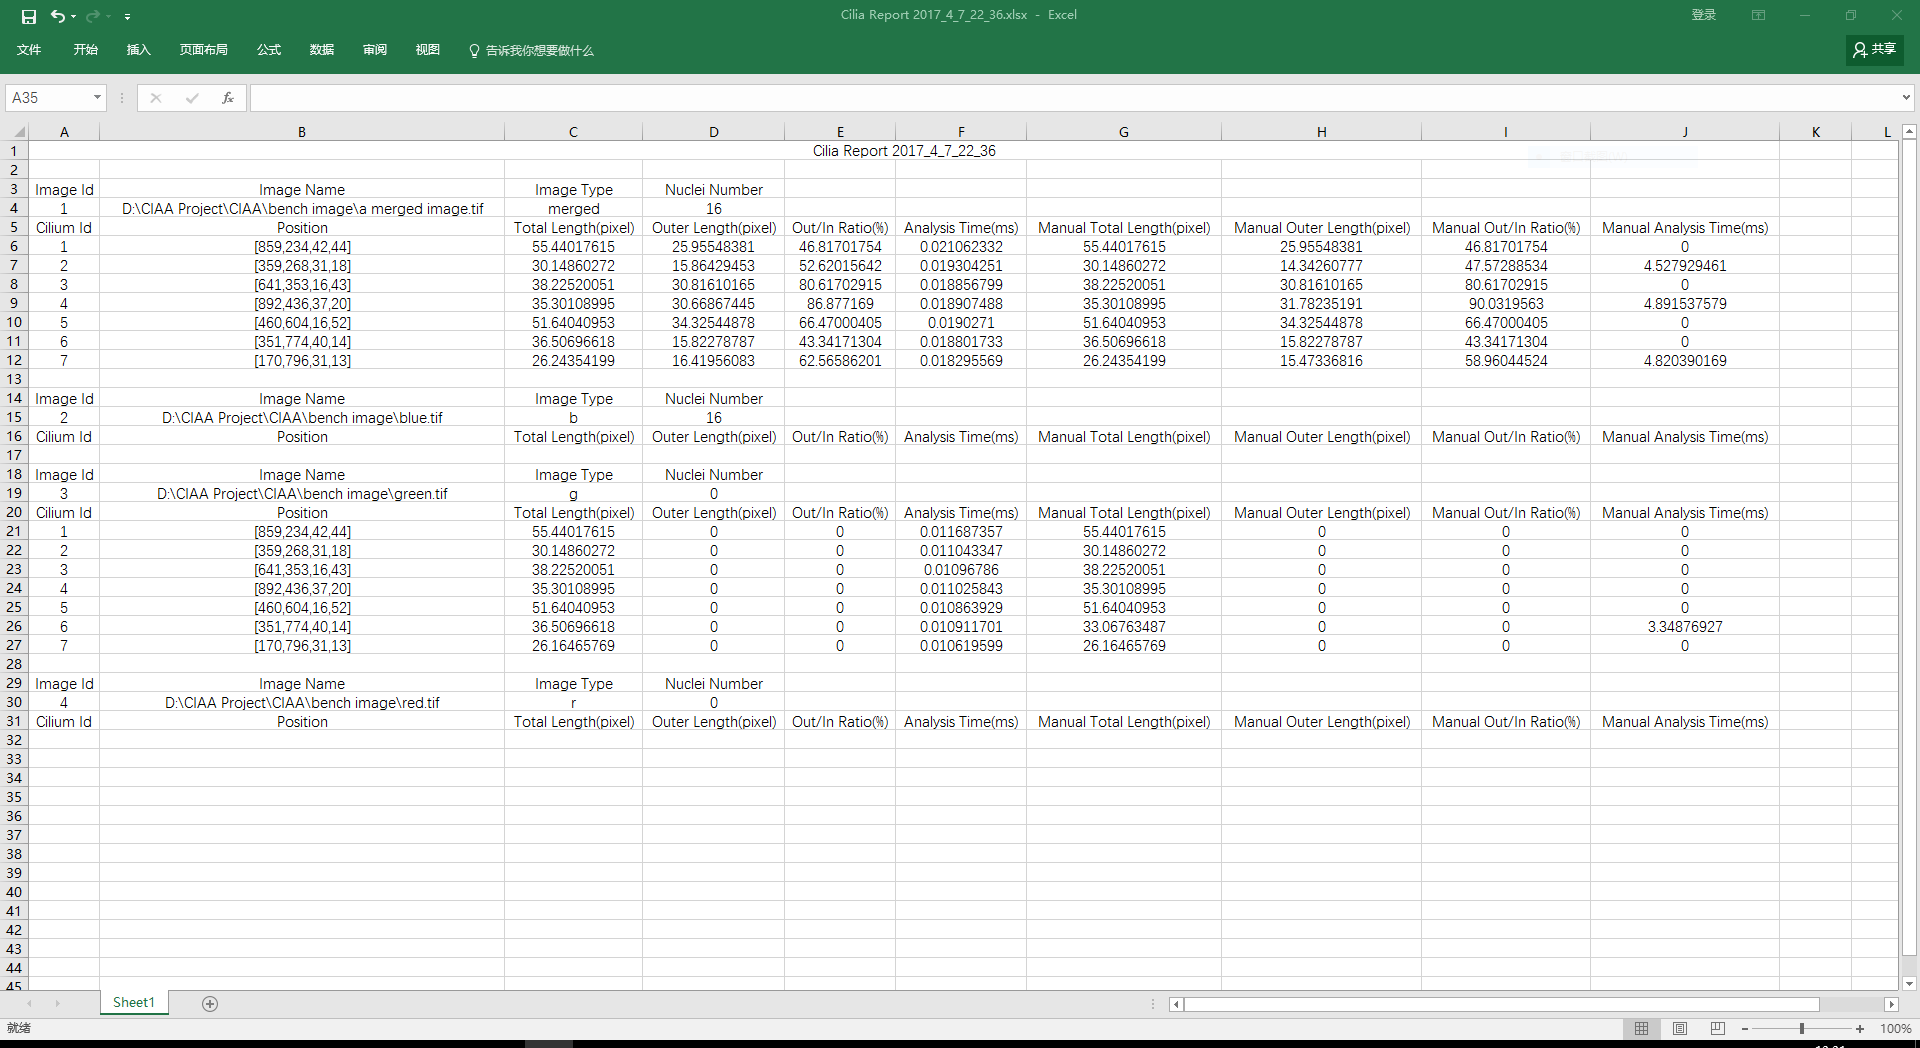 Cilia Report 2017_4_7_22_36.xlsx - Excel
登录
文件 开始 插入 页面布局 公式 数据 审阅 视图 告诉我你想要做什么 共享
A35 fx
A B C D E F G H I J K L
1 Cilia Report 2017_4_7_22_36
2
3 Image Id Image Name Image Type Nuclei Number
4 1 D:\CIAA Project\CIAA\bench image\a merged image.tif merged 16
5 Cilium Id Position Total Length(pixel) Outer Length(pixel) Out/In Ratio(%) Analysis Time(ms) Manual Total Length(pixel) Manual Outer Length(pixel) Manual Out/In Ratio(%) Manual Analysis Time(ms)
6 1 [859,234,42,44] 55.44017615 25.95548381 46.81701754 0.021062332 55.44017615 25.95548381 46.81701754 0
7 2 [359,268,31,18] 30.14860272 15.86429453 52.62015642 0.019304251 30.14860272 14.34260777 47.57288534 4.527929461
8 3 [641,353,16,43] 38.22520051 30.81610165 80.61702915 0.018856799 38.22520051 30.81610165 80.61702915 0
9 4 [892,436,37,20] 35.30108995 30.66867445 86.877169 0.018907488 35.30108995 31.78235191 90.0319563 4.891537579
10 5 [460,604,16,52] 51.64040953 34.32544878 66.47000405 0.0190271 51.64040953 34.32544878 66.47000405 0
11 6 [351,774,40,14] 36.50696618 15.82278787 43.34171304 0.018801733 36.50696618 15.82278787 43.34171304 0
12 7 [170,796,31,13] 26.24354199 16.41956083 62.56586201 0.018295569 26.24354199 15.47336816 58.96044524 4.820390169
13
14 Image Id Image Name Image Type Nuclei Number
15 2 D:\CIAA Project\CIAA\bench image\blue.tif b 16
16 Cilium Id Position Total Length(pixel) Outer Length(pixel) Out/In Ratio(%) Analysis Time(ms) Manual Total Length(pixel) Manual Outer Length(pixel) Manual Out/In Ratio(%) Manual Analysis Time(ms)
17
18 Image Id Image Name Image Type Nuclei Number
19 3 D:\CIAA Project\CIAA\bench image\green.tif g 0
20 Cilium Id Position Total Length(pixel) Outer Length(pixel) Out/In Ratio(%) Analysis Time(ms) Manual Total Length(pixel) Manual Outer Length(pixel) Manual Out/In Ratio(%) Manual Analysis Time(ms)
21 1 [859,234,42,44] 55.44017615 0 0 0.011687357 55.44017615 0 0 0
22 2 [359,268,31,18] 30.14860272 0 0 0.011043347 30.14860272 0 0 0
23 3 [641,353,16,43] 38.22520051 0 0 0.01096786 38.22520051 0 0 0
24 4 [892,436,37,20] 35.30108995 0 0 0.011025843 35.30108995 0 0 0
25 5 [460,604,16,52] 51.64040953 0 0 0.010863929 51.64040953 0 0 0
26 6 [351,774,40,14] 36.50696618 0 0 0.010911701 33.06763487 0 0 3.34876927
27 7 [170,796,31,13] 26.16465769 0 0 0.010619599 26.16465769 0 0 0
28
29 Image Id Image Name Image Type Nuclei Number
30 4 D:\CIAA Project\CIAA\bench image\red.tif r 0
31 Cilium Id Position Total Length(pixel) Outer Length(pixel) Out/In Ratio(%) Analysis Time(ms) Manual Total Length(pixel) Manual Outer Length(pixel) Manual Out/In Ratio(%) Manual Analysis Time(ms)
32
33
34
35
36
37
38
39
40
41
42
43
44
45
Sheet1
就绪 100%